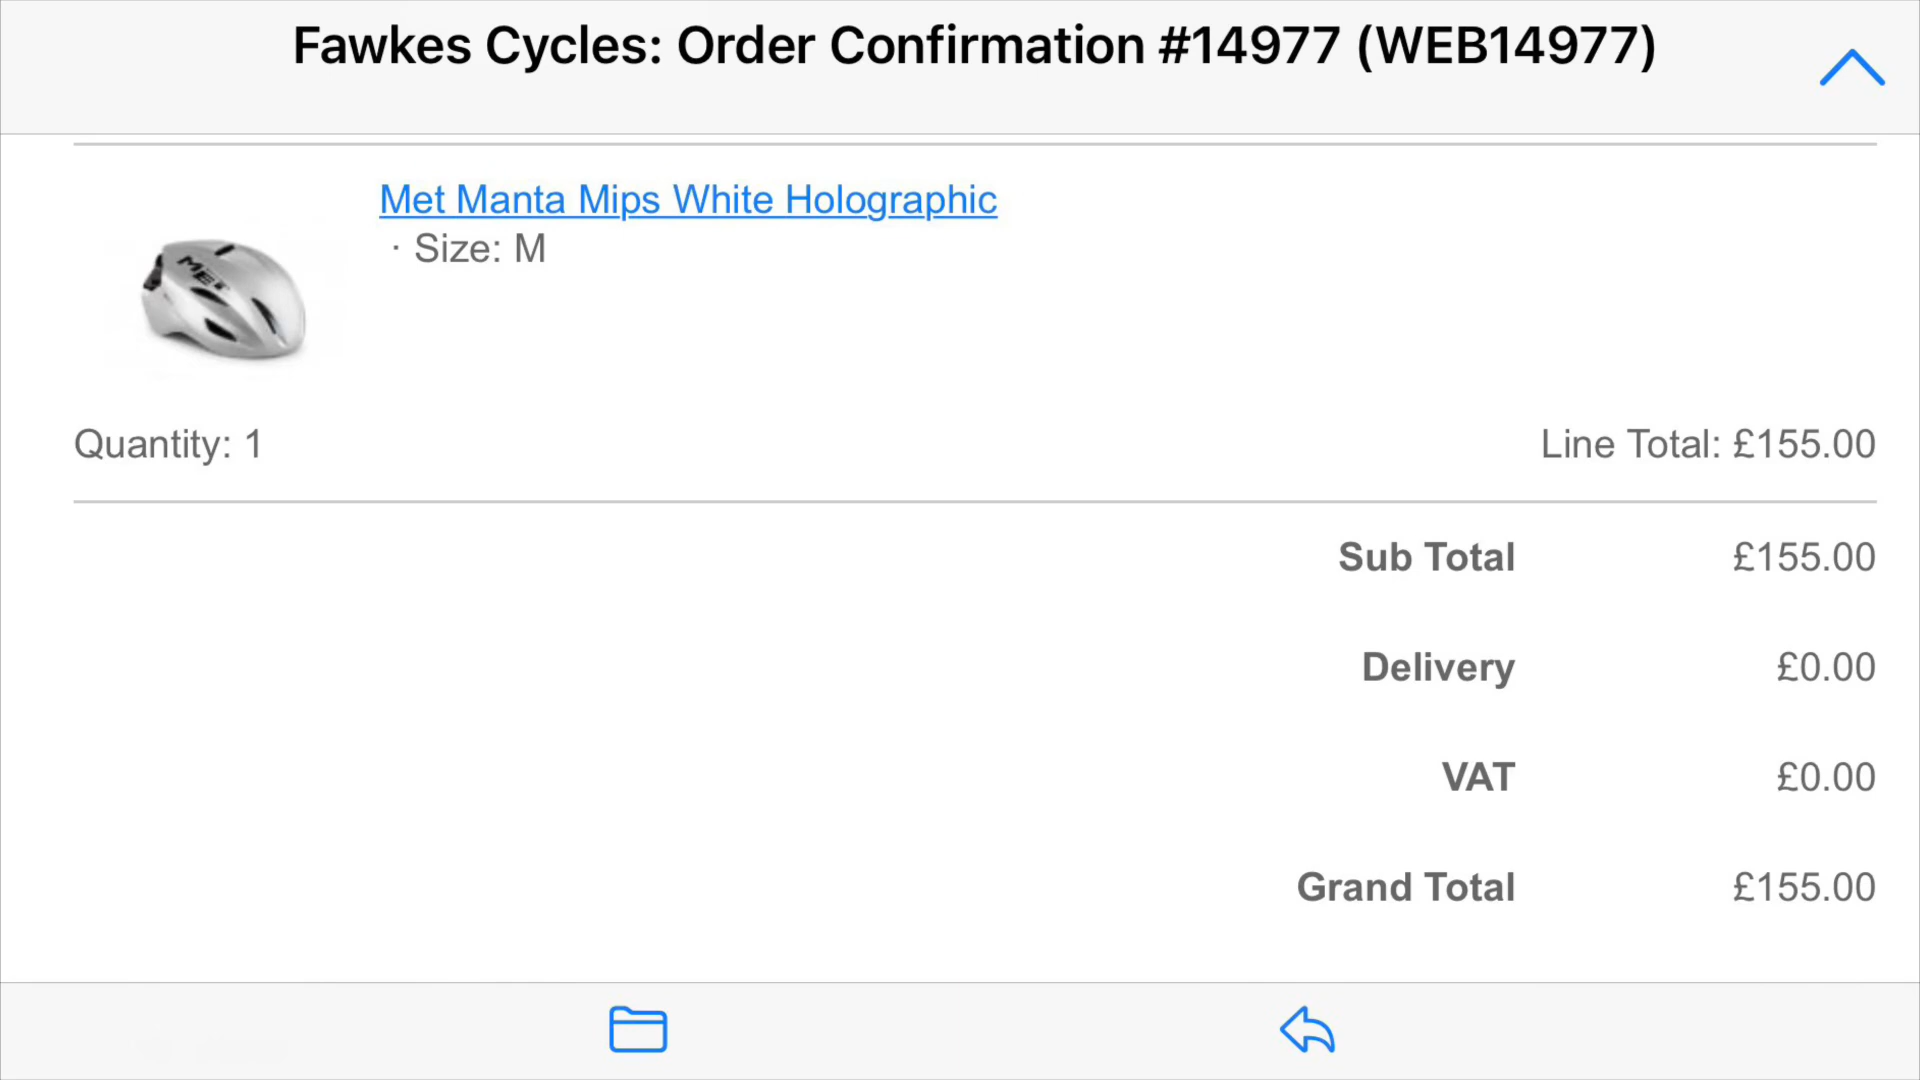 Fawkes Cycles: Order Confirmation #14977 (WEB14977)
Met Manta Mips White Holographic
· Size: M
MET
Quantity: 1
Line Total: £155.00
Sub Total £155.00
Delivery £0.00
VAT £0.00
Grand Total £155.00